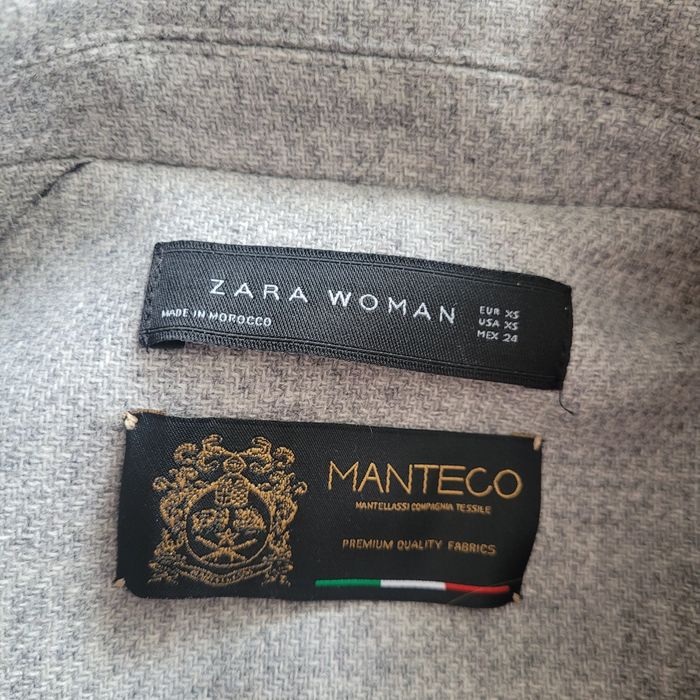 ZARA WOMAN
MADE IN MOROCCO
EUR XS
USA XS
MEX 24
MANTECO
MANTELLASSI COMPAGNIA TESSILE
PREMIUM QUALITY FABRICS